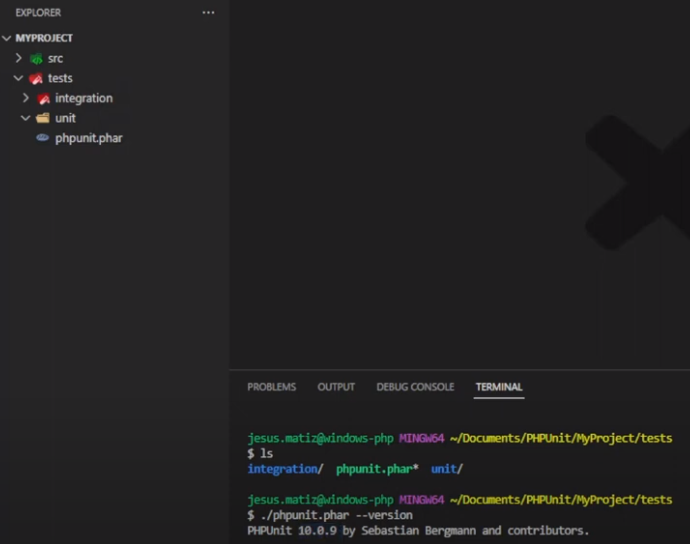 EXPLORER
MYPROJECT
src
tests
integration
unit
phpunit.phar
PROBLEMS OUTPUT DEBUG CONSOLE TERMINAL
jesus.matiz@windows-php MINGW64 ~/Documents/PHPUnit/MyProject/tests
$ ls
integration/ phpunit.phar* unit/
jesus.matiz@windows-php MINGW64 ~/Documents/PHPUnit/MyProject/tests
$ ./phpunit.phar --version
PHPUnit 10.0.9 by Sebastian Bergmann and contributors.